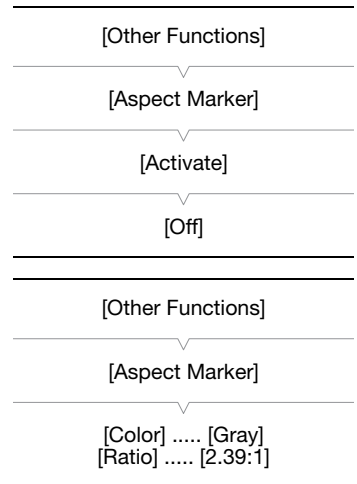 [Other Functions]
[Aspect Marker]
[Activate]
[Off]
[Other Functions]
[Aspect Marker]
[Color] ..... [Gray]
[Ratio] ..... [2.39:1]